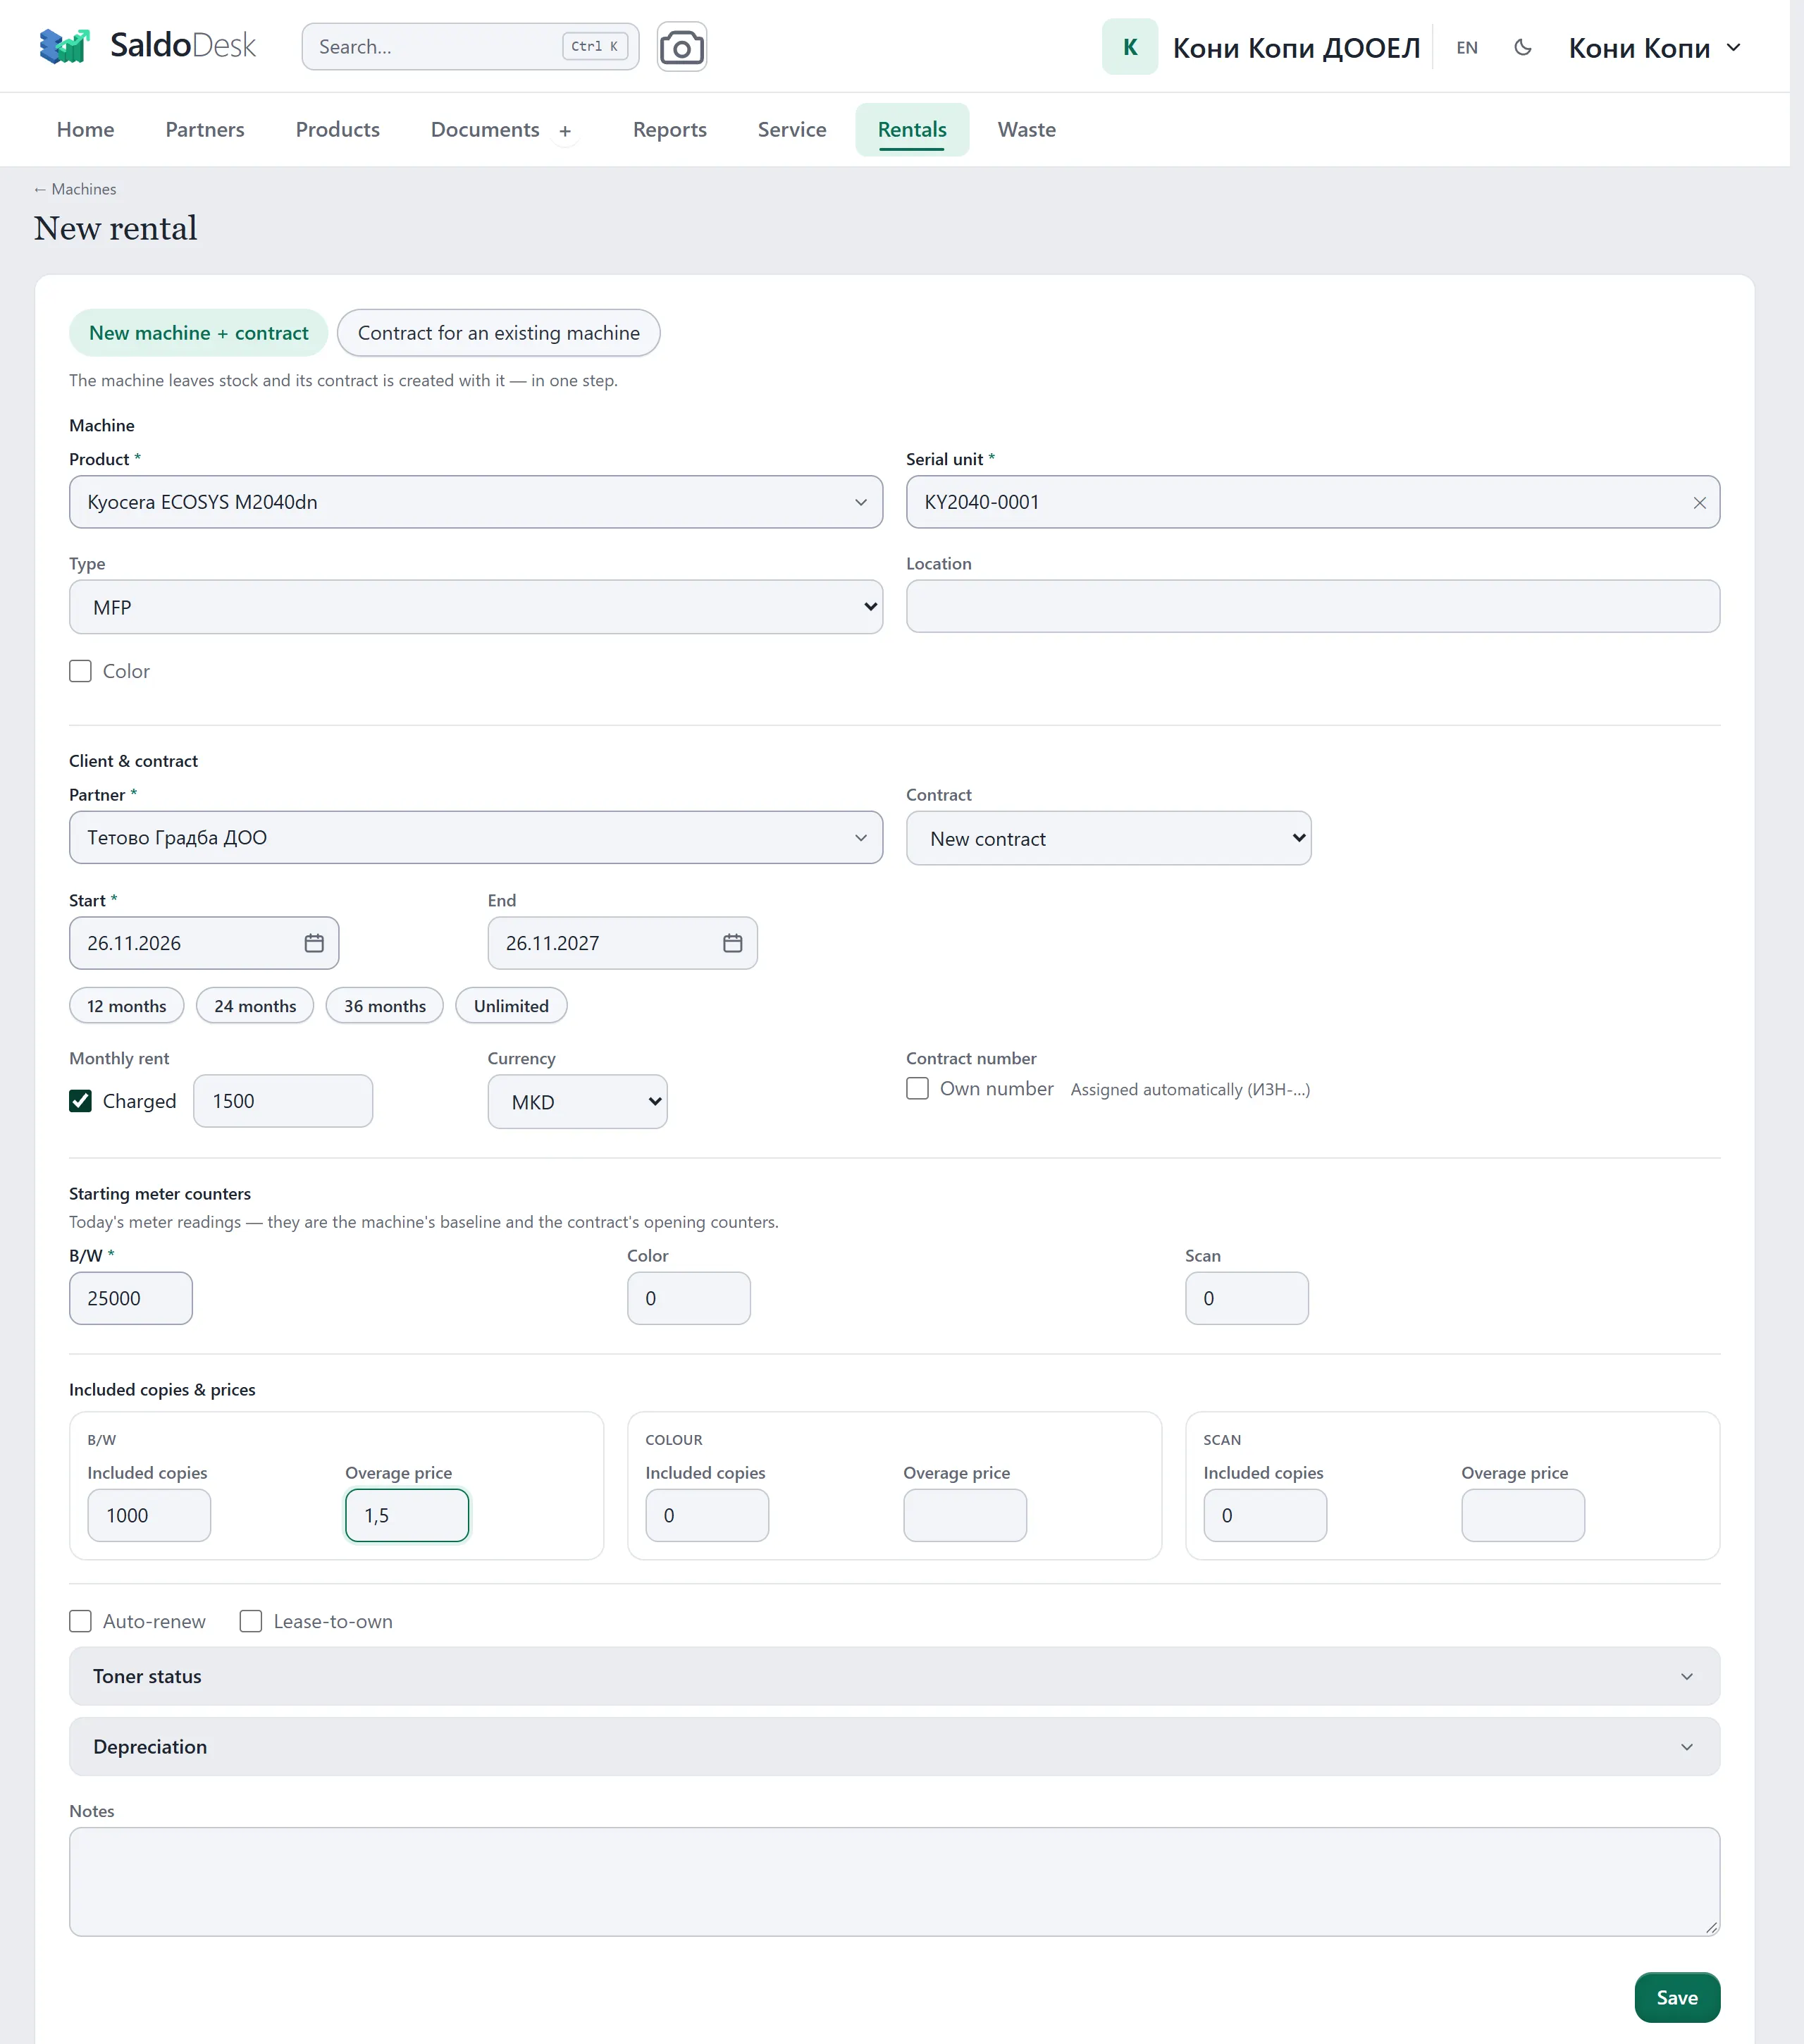 SaldoDesk
Search...
Ctrl K
K
Кони Копи ДООЕЛ
EN
Кони Копи
Home
Partners
Products
Documents +
Reports
Service
Rentals
Waste
← Machines
New rental
New machine + contract
Contract for an existing machine
The machine leaves stock and its contract is created with it — in one step.
Machine
Product *
Serial unit *
Kyocera ECOSYS M2040dn
KY2040-0001
Type
Location
MFP
Color
Client & contract
Partner *
Contract
Тетово Градба ДОО
New contract
Start *
End
26.11.2026
26.11.2027
12 months
24 months
36 months
Unlimited
Monthly rent
Currency
Contract number
Charged
1500
MKD
Own number
Assigned automatically (ИЗН-...)
Starting meter counters
Today's meter readings — they are the machine's baseline and the contract's opening counters.
B/W *
Color
Scan
25000
0
0
Included copies & prices
B/W
COLOUR
SCAN
Included copies
Overage price
Included copies
Overage price
Included copies
Overage price
1000
1,5
0
0
Auto-renew
Lease-to-own
Toner status
Depreciation
Notes
Save